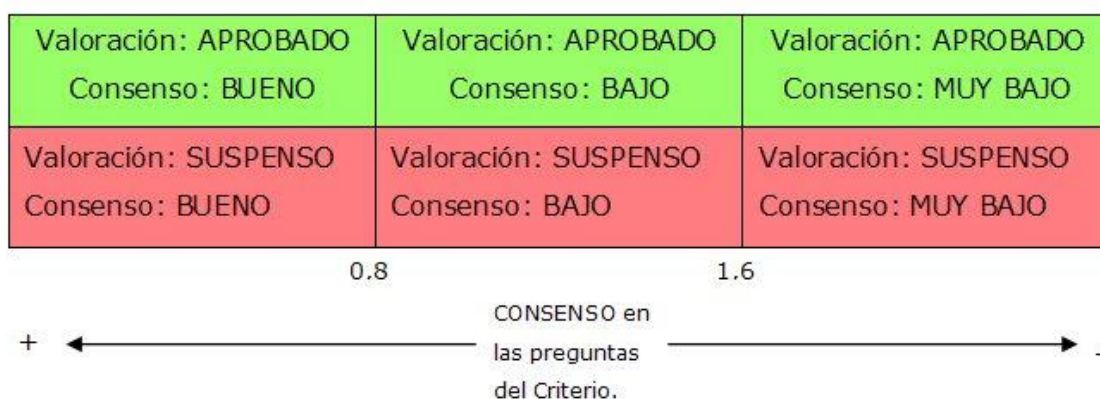 Valoración: APROBADO
Consenso: BUENO
Valoración: APROBADO
Consenso: BAJO
Valoración: APROBADO
Consenso: MUY BAJO
Valoración: SUSPENSO
Consenso: BUENO
Valoración: SUSPENSO
Consenso: BAJO
Valoración: SUSPENSO
Consenso: MUY BAJO
0.8
1.6
CONSENSO en
+
las preguntas
-
del Criterio.